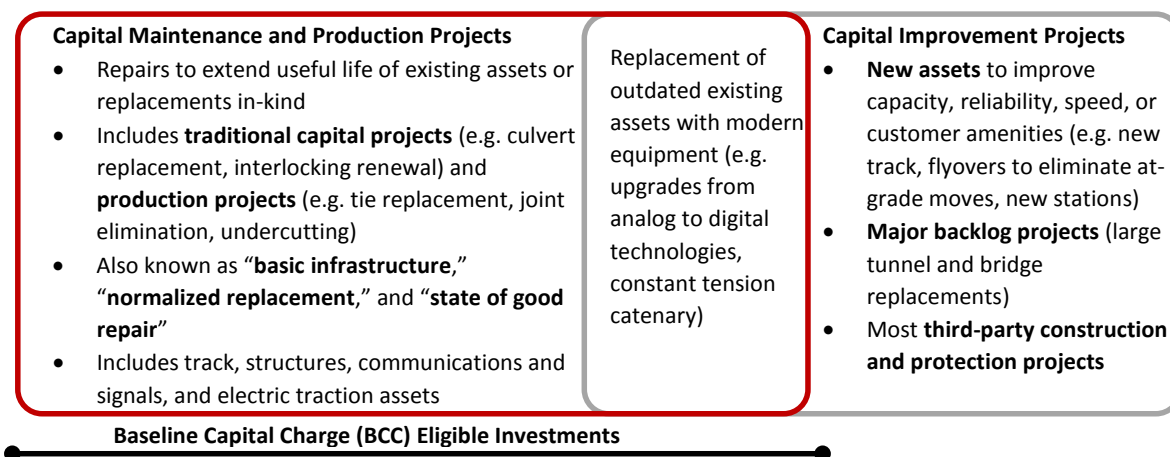 Capital Maintenance and Production Projects
• Repairs to extend useful life of existing assets or
replacements in-kind
• Includes traditional capital projects (e.g. culvert
replacement, interlocking renewal) and
production projects (e.g. tie replacement, joint
elimination, undercutting)
• Also known as “basic infrastructure,”
“normalized replacement,” and “state of good
repair”
• Includes track, structures, communications and
signals, and electric traction assets
Replacement of
outdated existing
assets with modern
equipment (e.g.
upgrades from
analog to digital
technologies,
constant tension
catenary)
Capital Improvement Projects
• New assets to improve
capacity, reliability, speed, or
customer amenities (e.g. new
track, flyovers to eliminate at-
grade moves, new stations)
• Major backlog projects (large
tunnel and bridge
replacements)
• Most third-party construction
and protection projects
Baseline Capital Charge (BCC) Eligible Investments